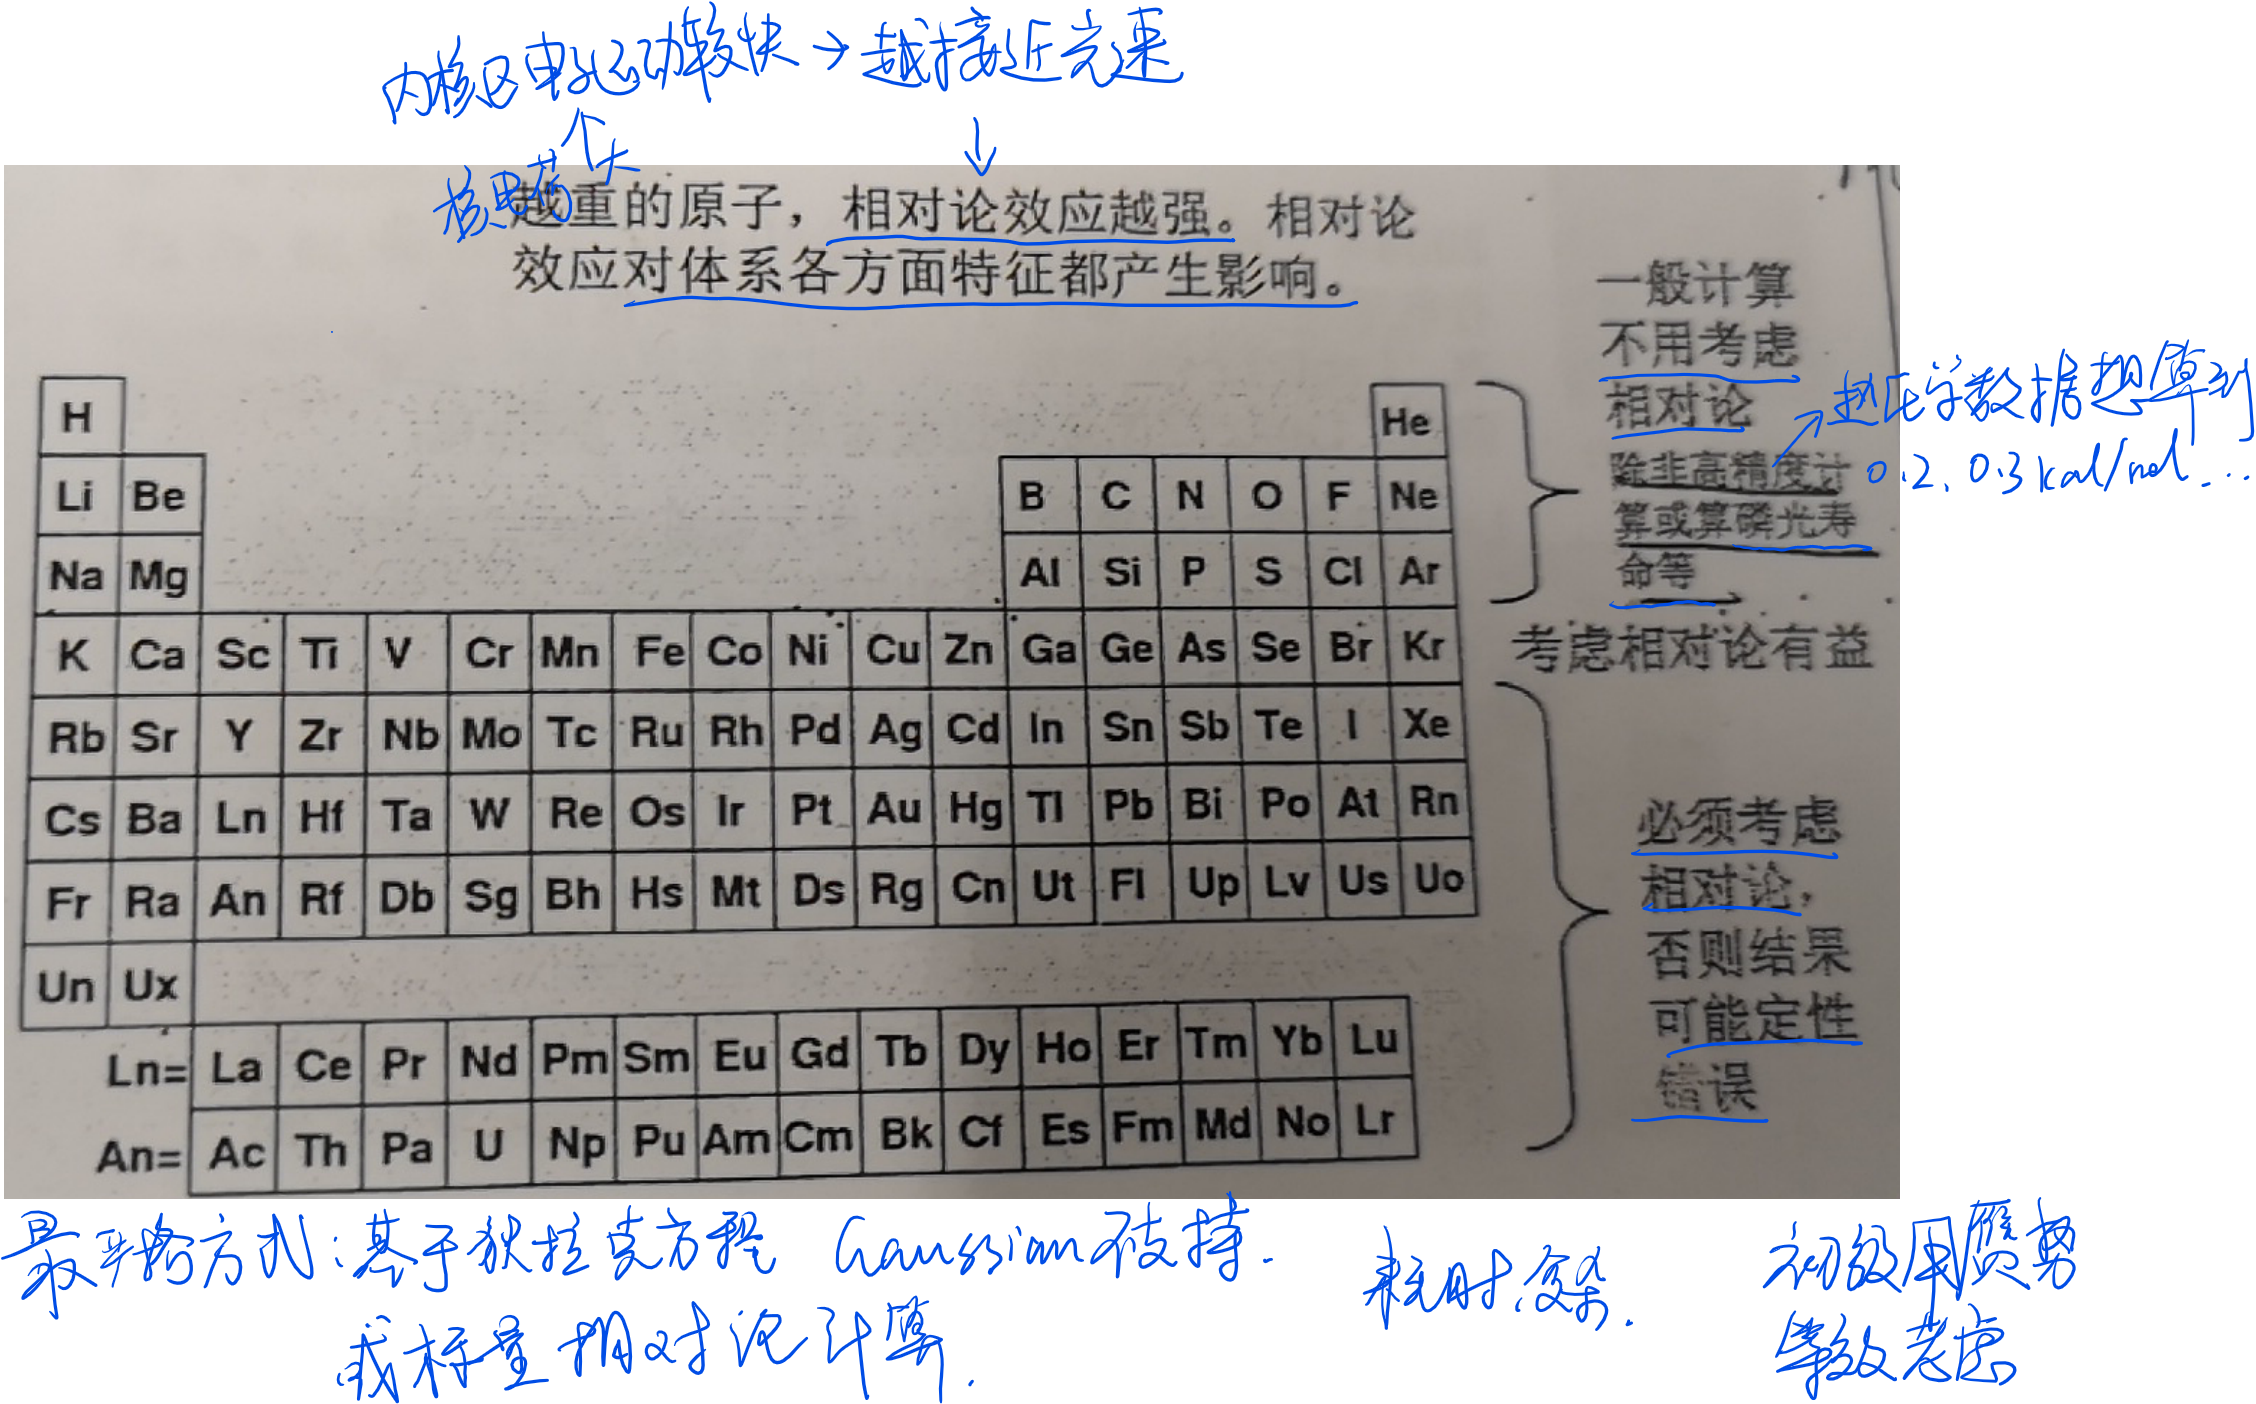 内核区电子运动较快→越接近光速
核电荷大
越重的原子，相对论效应越强。相对论
效应对体系各方面特征都产生影响。
一般计算
不用考虑
相对论
除非高精度计
算或算磷光寿
命等
热化学数据想算到
0.2、0.3 kcal/mol...
考虑相对论有益
必须考虑
相对论，
否则结果
可能定性
错误
H He
Li Be B C N O F Ne
Na Mg Al Si P S Cl Ar
K Ca Sc Ti V Cr Mn Fe Co Ni Cu Zn Ga Ge As Se Br Kr
Rb Sr Y Zr Nb Mo Tc Ru Rh Pd Ag Cd In Sn Sb Te I Xe
Cs Ba Ln Hf Ta W Re Os Ir Pt Au Hg Tl Pb Bi Po At Rn
Fr Ra An Rf Db Sg Bh Hs Mt Ds Rg Cn Ut Fl Up Lv Us Uo
Un Ux
Ln= La Ce Pr Nd Pm Sm Eu Gd Tb Dy Ho Er Tm Yb Lu
An= Ac Th Pa U Np Pu Am Cm Bk Cf Es Fm Md No Lr
最严格方式：基于狄拉克方程 Gaussian不支持.
或标量相对论计算.
耗时,复杂.
初级用赝势
等效考虑